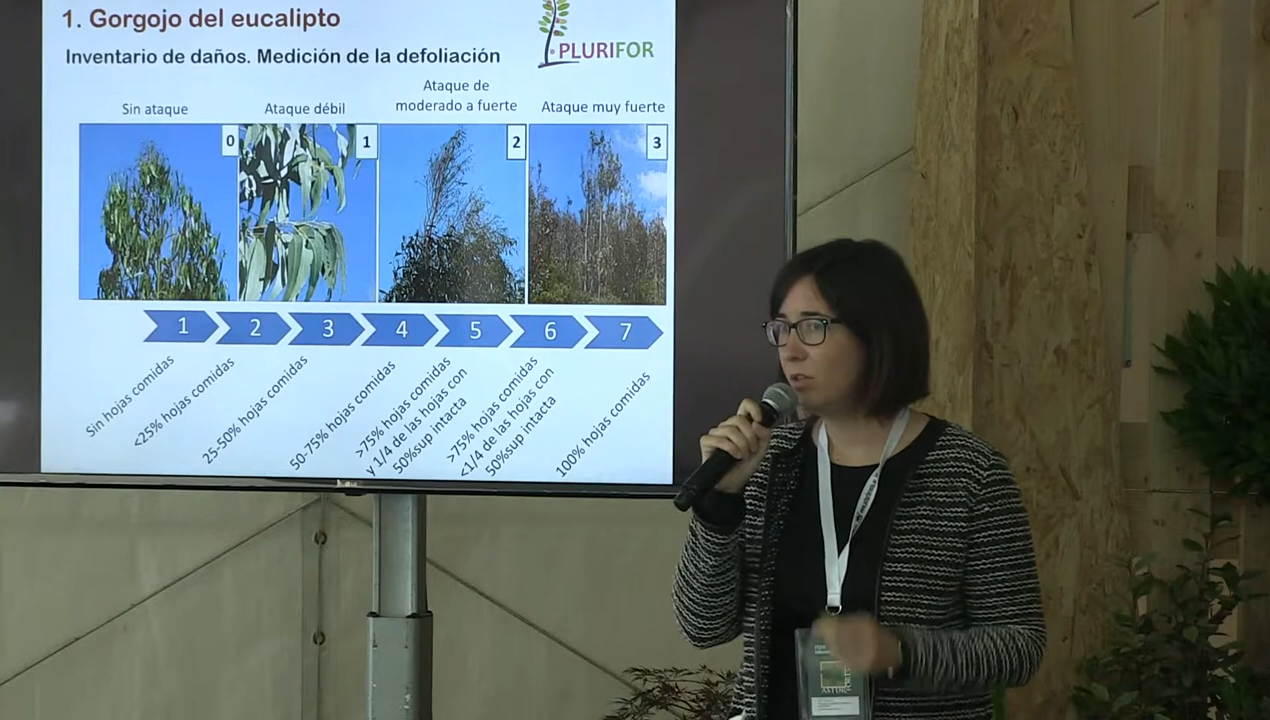 1. Gorgojo del eucalipto
Inventario de daños. Medición de la defoliación
PLURIFOR
Sin ataque
Ataque débil
Ataque de
moderado a fuerte
Ataque muy fuerte
0
1
2
3
1
2
3
4
5
6
7
Sin hojas comidas
<25% hojas comidas
25-50% hojas comidas
50-75% hojas comidas
>75% hojas comidas
y 1/4 de las hojas con
50%sup intacta
>75% hojas comidas
<1/4 de las hojas con
50%sup intacta
100% hojas comidas